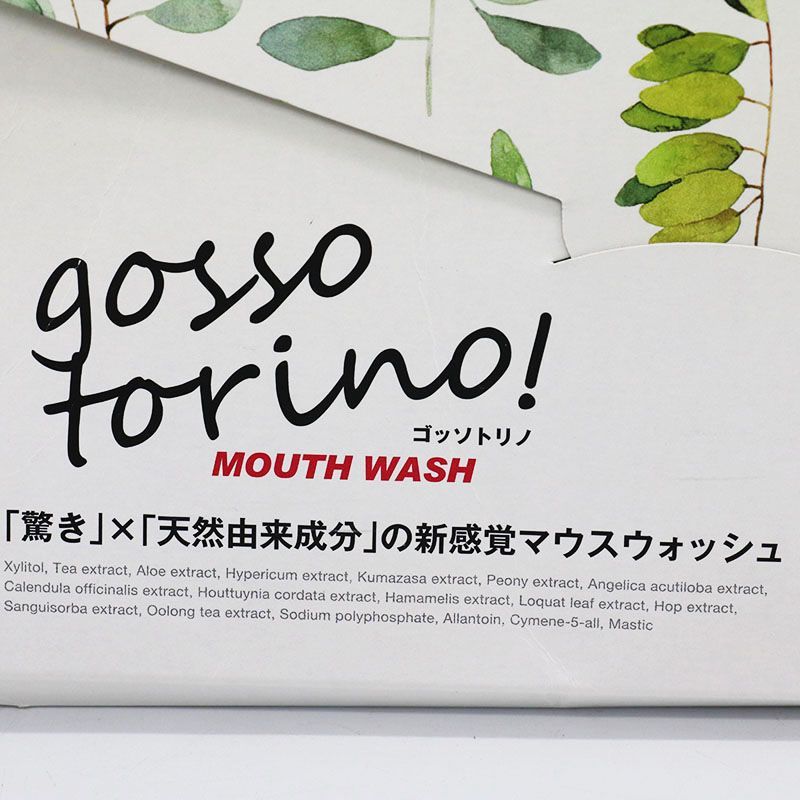 gosso
torino!
ゴッソトリノ
MOUTH WASH
「驚き」×「天然由来成分」の新感覚マウスウォッシュ
Xylitol, Tea extract, Aloe extract, Hypericum extract, Kumazasa extract, Peony extract, Angelica acutiloba extract,
Calendula officinalis extract, Houttuynia cordata extract, Hamamelis extract, Loquat leaf extract, Hop extract,
Sanguisorba extract, Oolong tea extract, Sodium polyphosphate, Allantoin, Cymene-5-all, Mastic